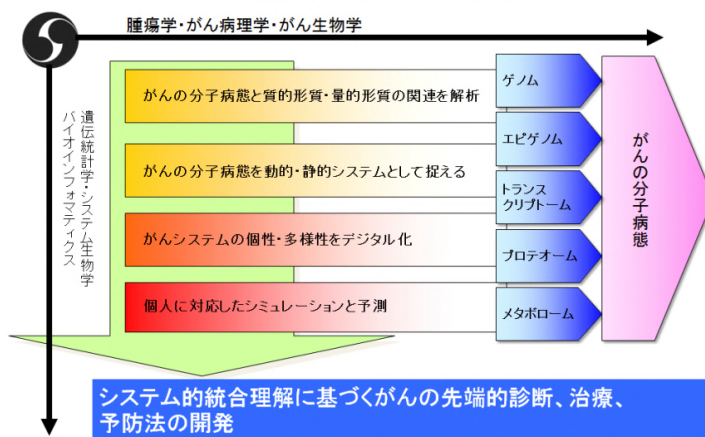 腫瘍学・がん病理学・がん生物学
遺伝統計学・システム生物学
バイオインフォマティクス
がんの分子病態と質的形質・量的形質の関連を解析
がんの分子病態を動的・静的システムとして捉える
がんシステムの個性・多様性をデジタル化
個人に対応したシミュレーションと予測
ゲノム
エピゲノム
トランス
クリプトーム
プロテオーム
メタボローム
がんの分子病態
システム的統合理解に基づくがんの先端的診断、治療、
予防法の開発